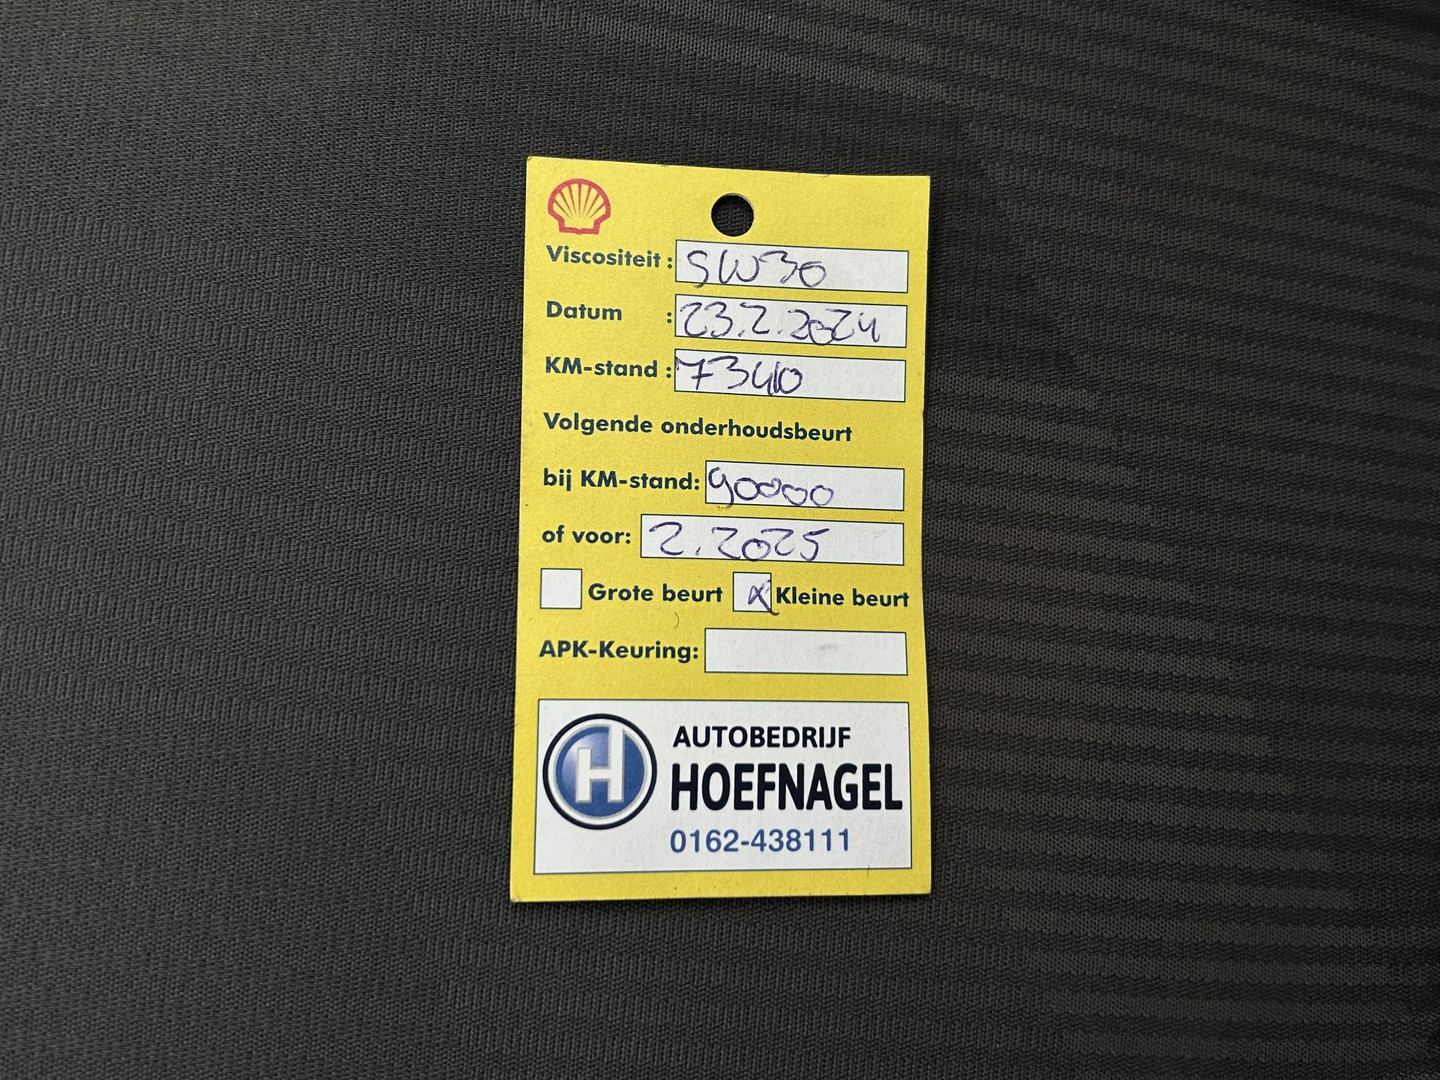 Viscositeit: 5W30
Datum : 23.2.2024
KM-stand : 73410
Volgende onderhoudsbeurt
bij KM-stand: 90000
of voor: 2.2025
Grote beurt x Kleine beurt
APK-Keuring:
H AUTOBEDRIJF
HOEFNAGEL
0162-438111